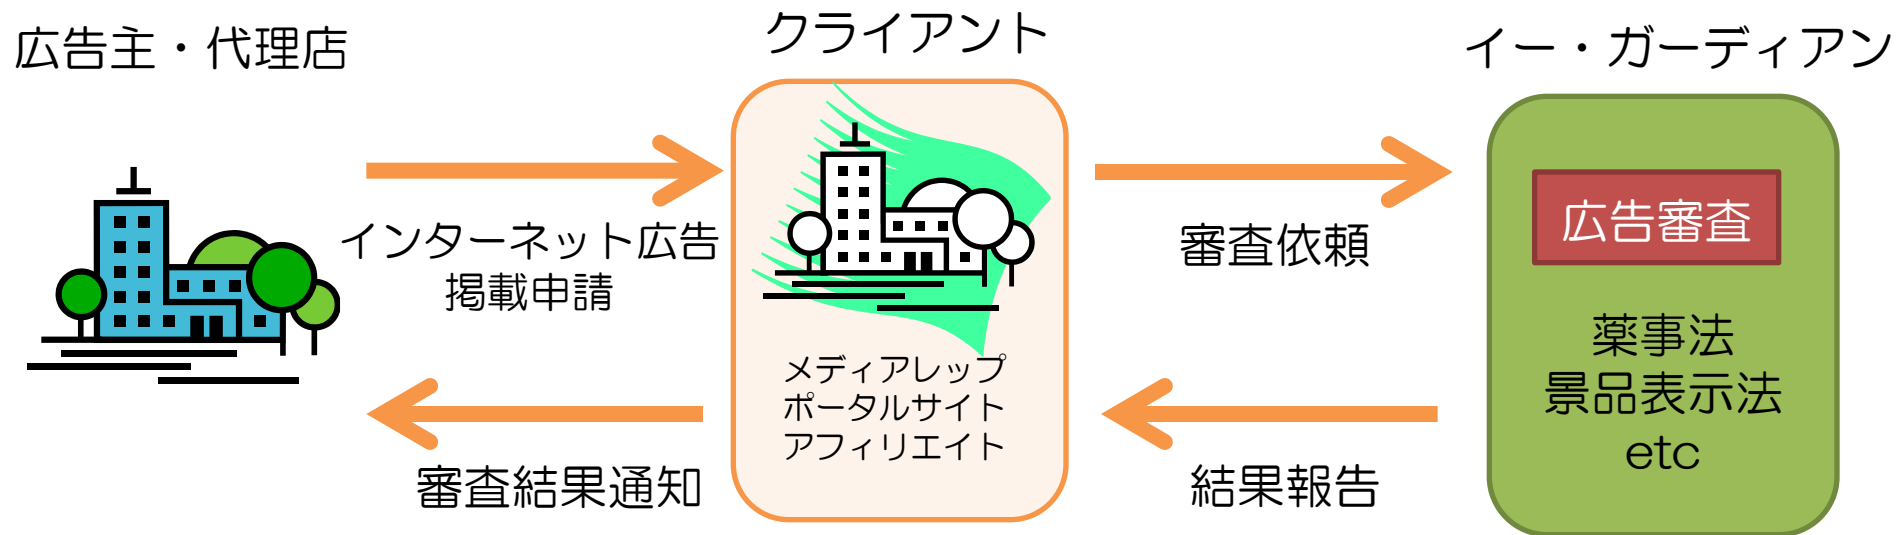 広告主・代理店
クライアント
イー・ガーディアン
インターネット広告
掲載申請
審査依頼
広告審査
薬事法
景品表示法
etc
メディアレップ
ポータルサイト
アフィリエイト
審査結果通知
結果報告